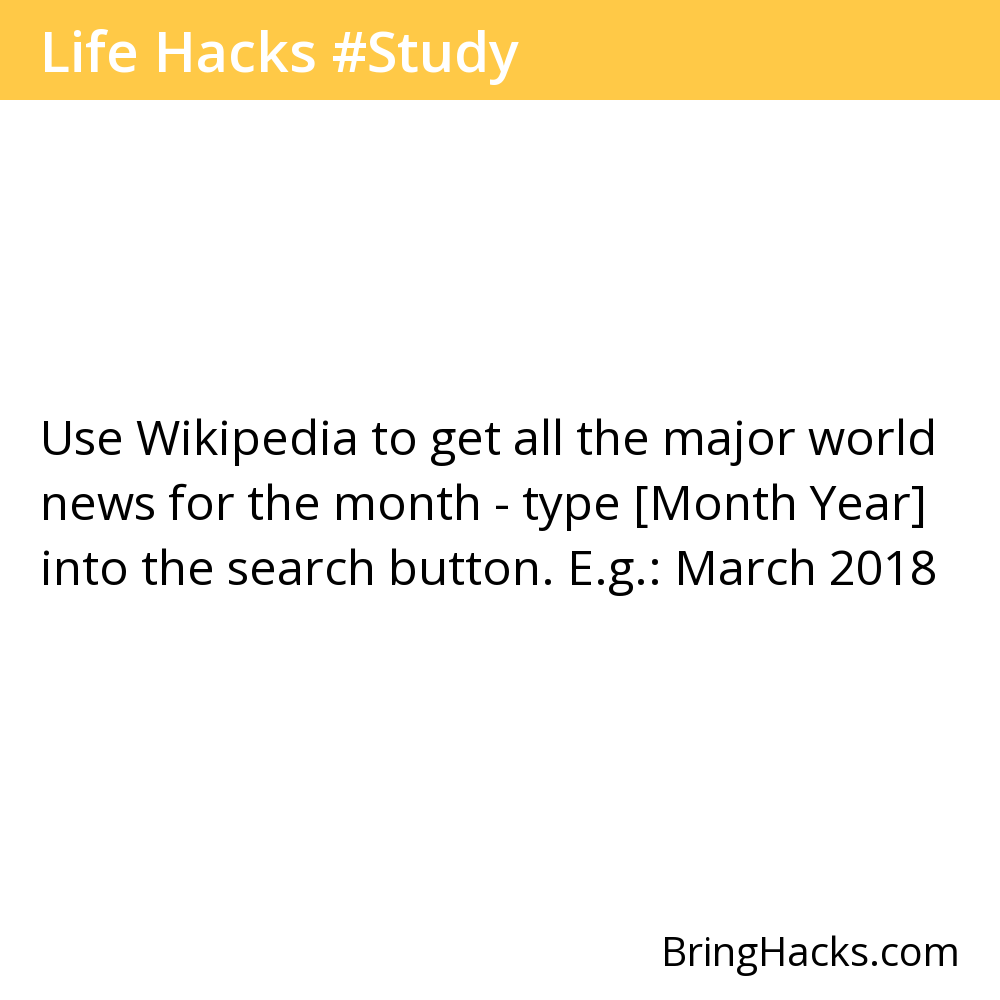 Life Hacks #Study
Use Wikipedia to get all the major world
news for the month - type [Month Year]
into the search button. E.g.: March 2018
BringHacks.com